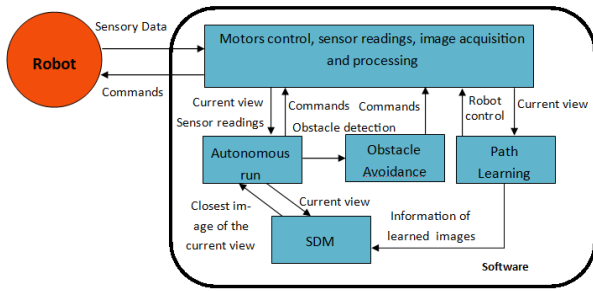 Sensory Data
Robot
Motors control, sensor readings, image acquisition
and processing
Commands
Current view
Sensor readings
Commands
Obstacle detection
Commands
Robot
control
Current view
Autonomous
run
Obstacle
Avoidance
Path
Learning
Closest im-
age of the
current view
Current view
SDM
Information of
learned images
Software